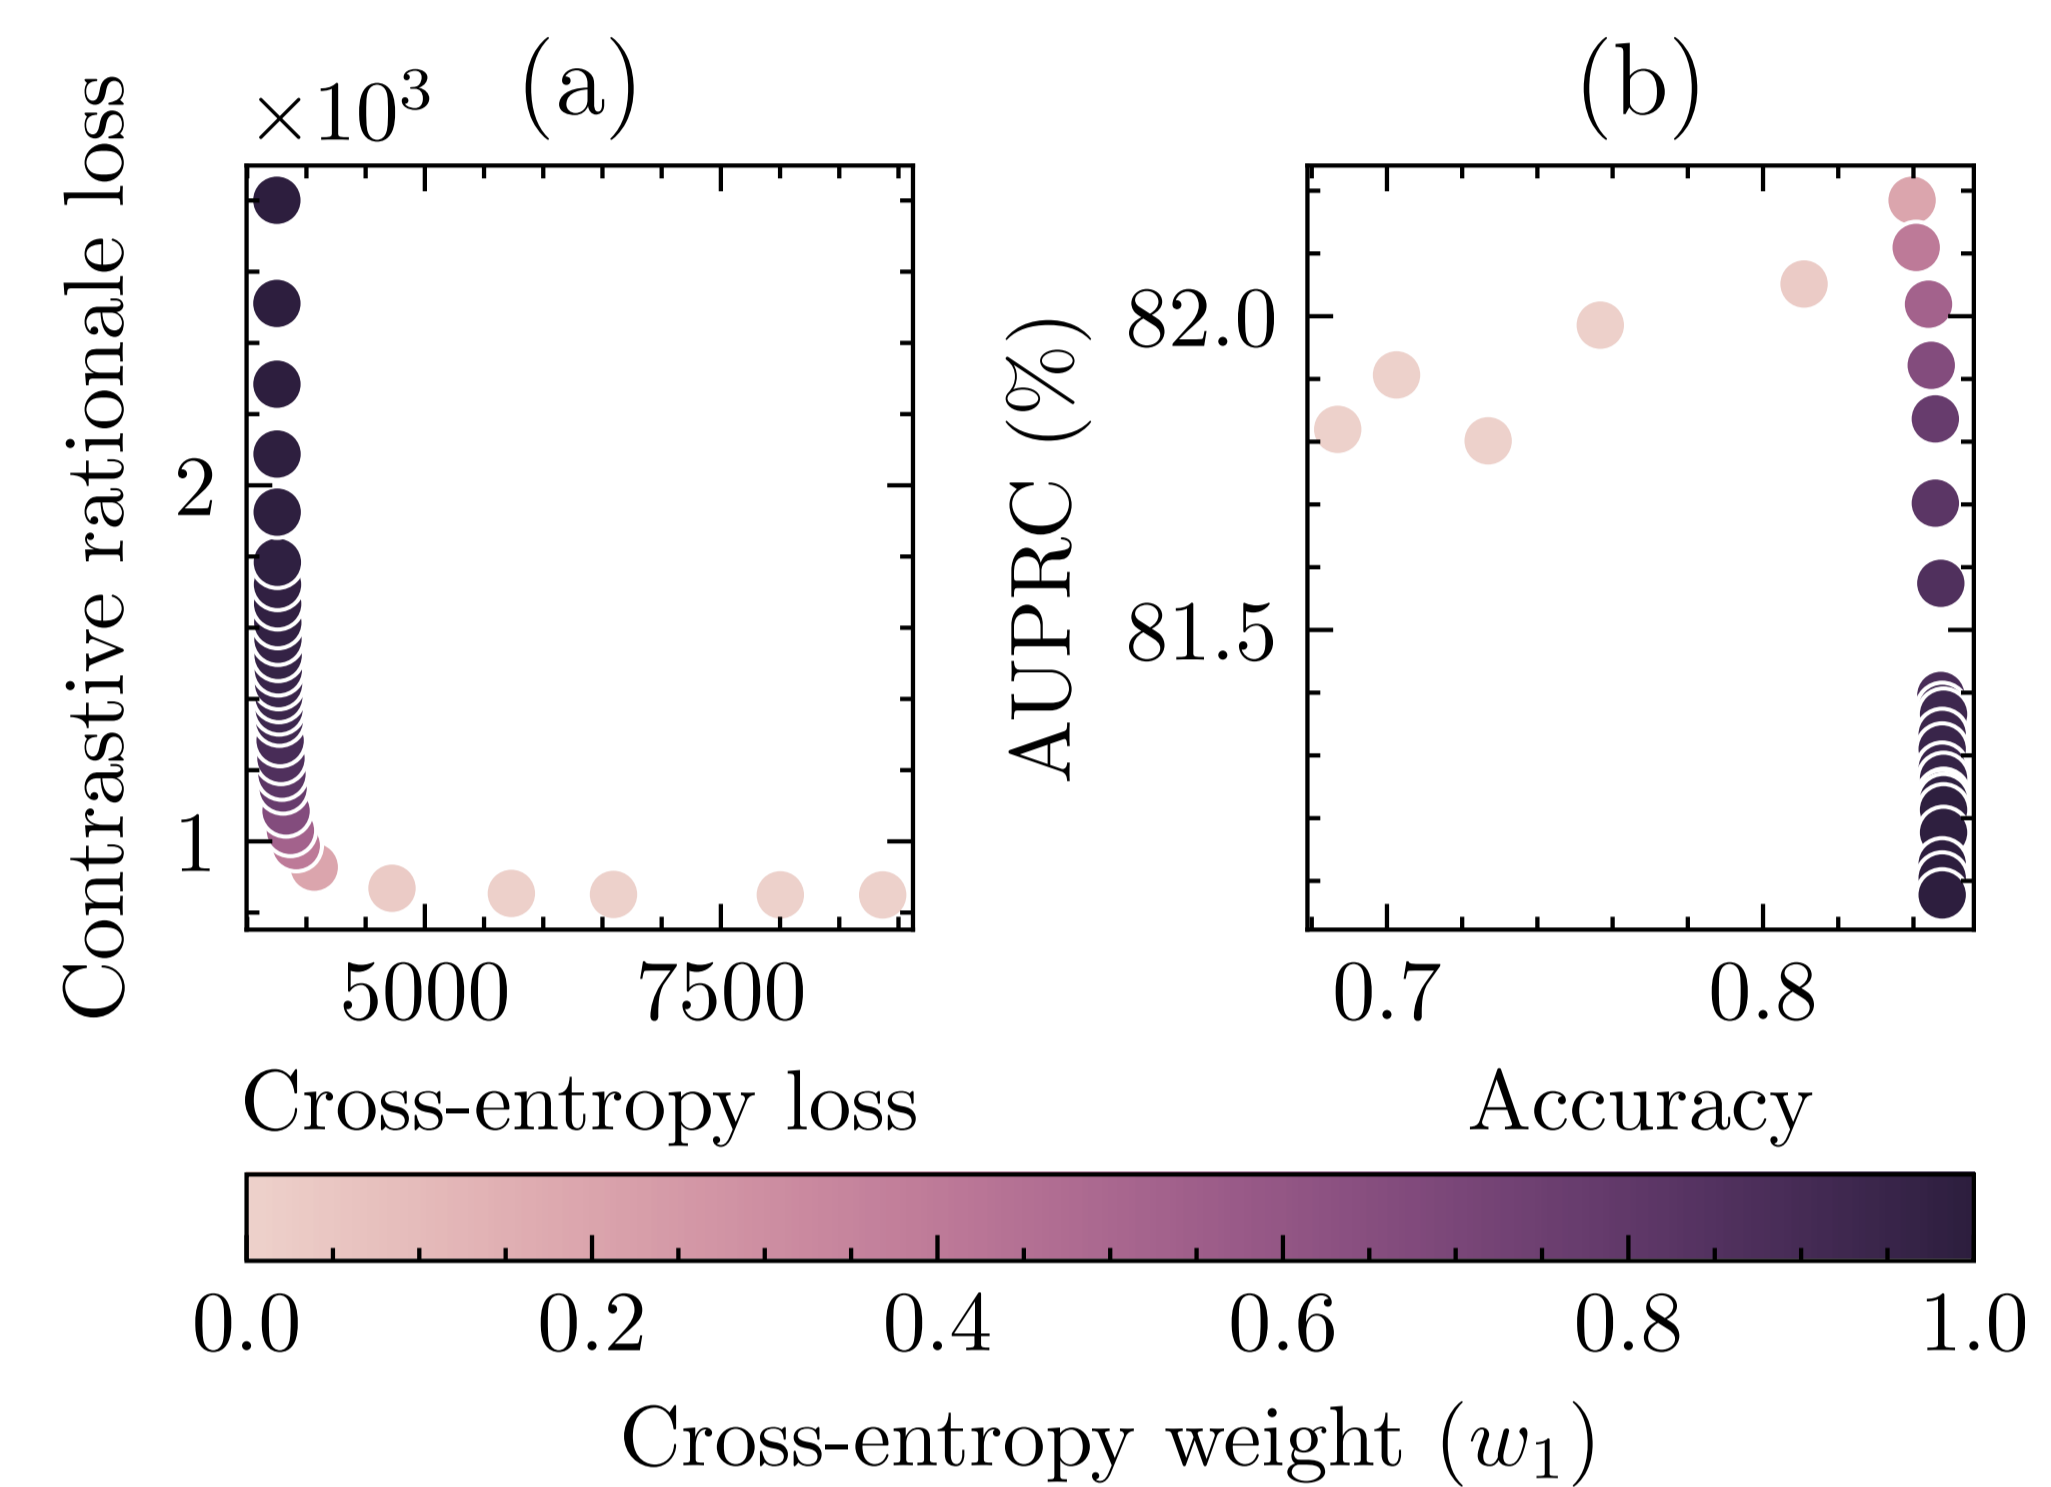 (a)
×10³
Contrastive rationale loss
2
1
5000 7500
Cross-entropy loss
(b)
AUPRC (%)
82.0
81.5
0.7 0.8
Accuracy
0.0 0.2 0.4 0.6 0.8 1.0
Cross-entropy weight (w₁)